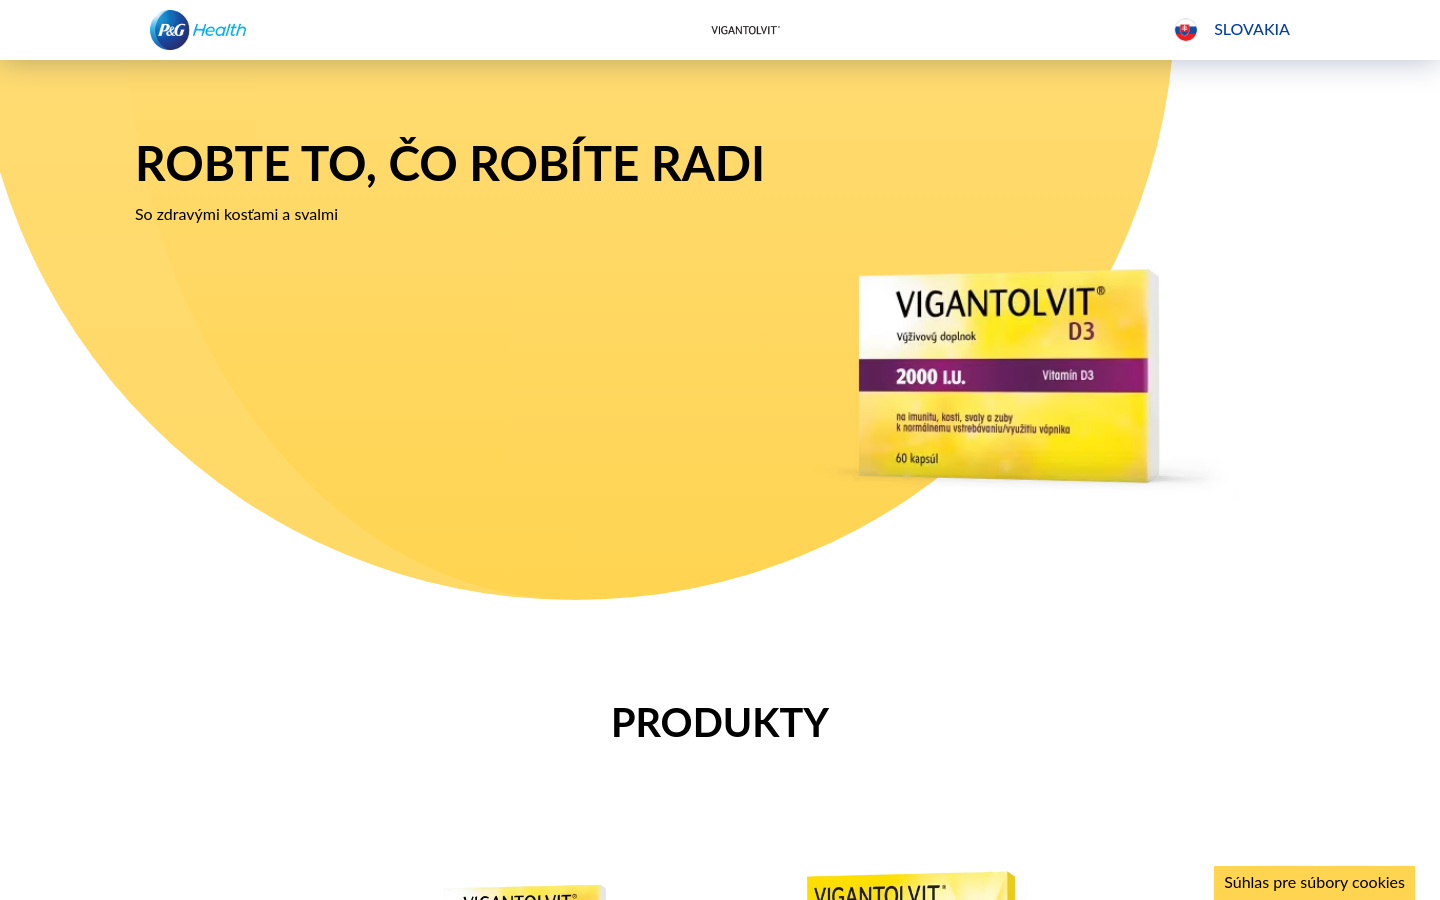 P&G Health
VIGANTOLVIT
SLOVAKIA
ROBTE TO, ČO ROBÍTE RADI
So zdravými kosťami a svalmi
VIGANTOLVIT®
D3
Výživový doplnok
2000 I.U.
Vitamín D3
na imunitu, kosti, svaly a zuby
k normálnemu vstrebávaniu/využitiu vápnika
60 kapsúl
PRODUKTY
VIGANTOLVIT®
VIGANTOLVIT®
Súhlas pre súbory cookies